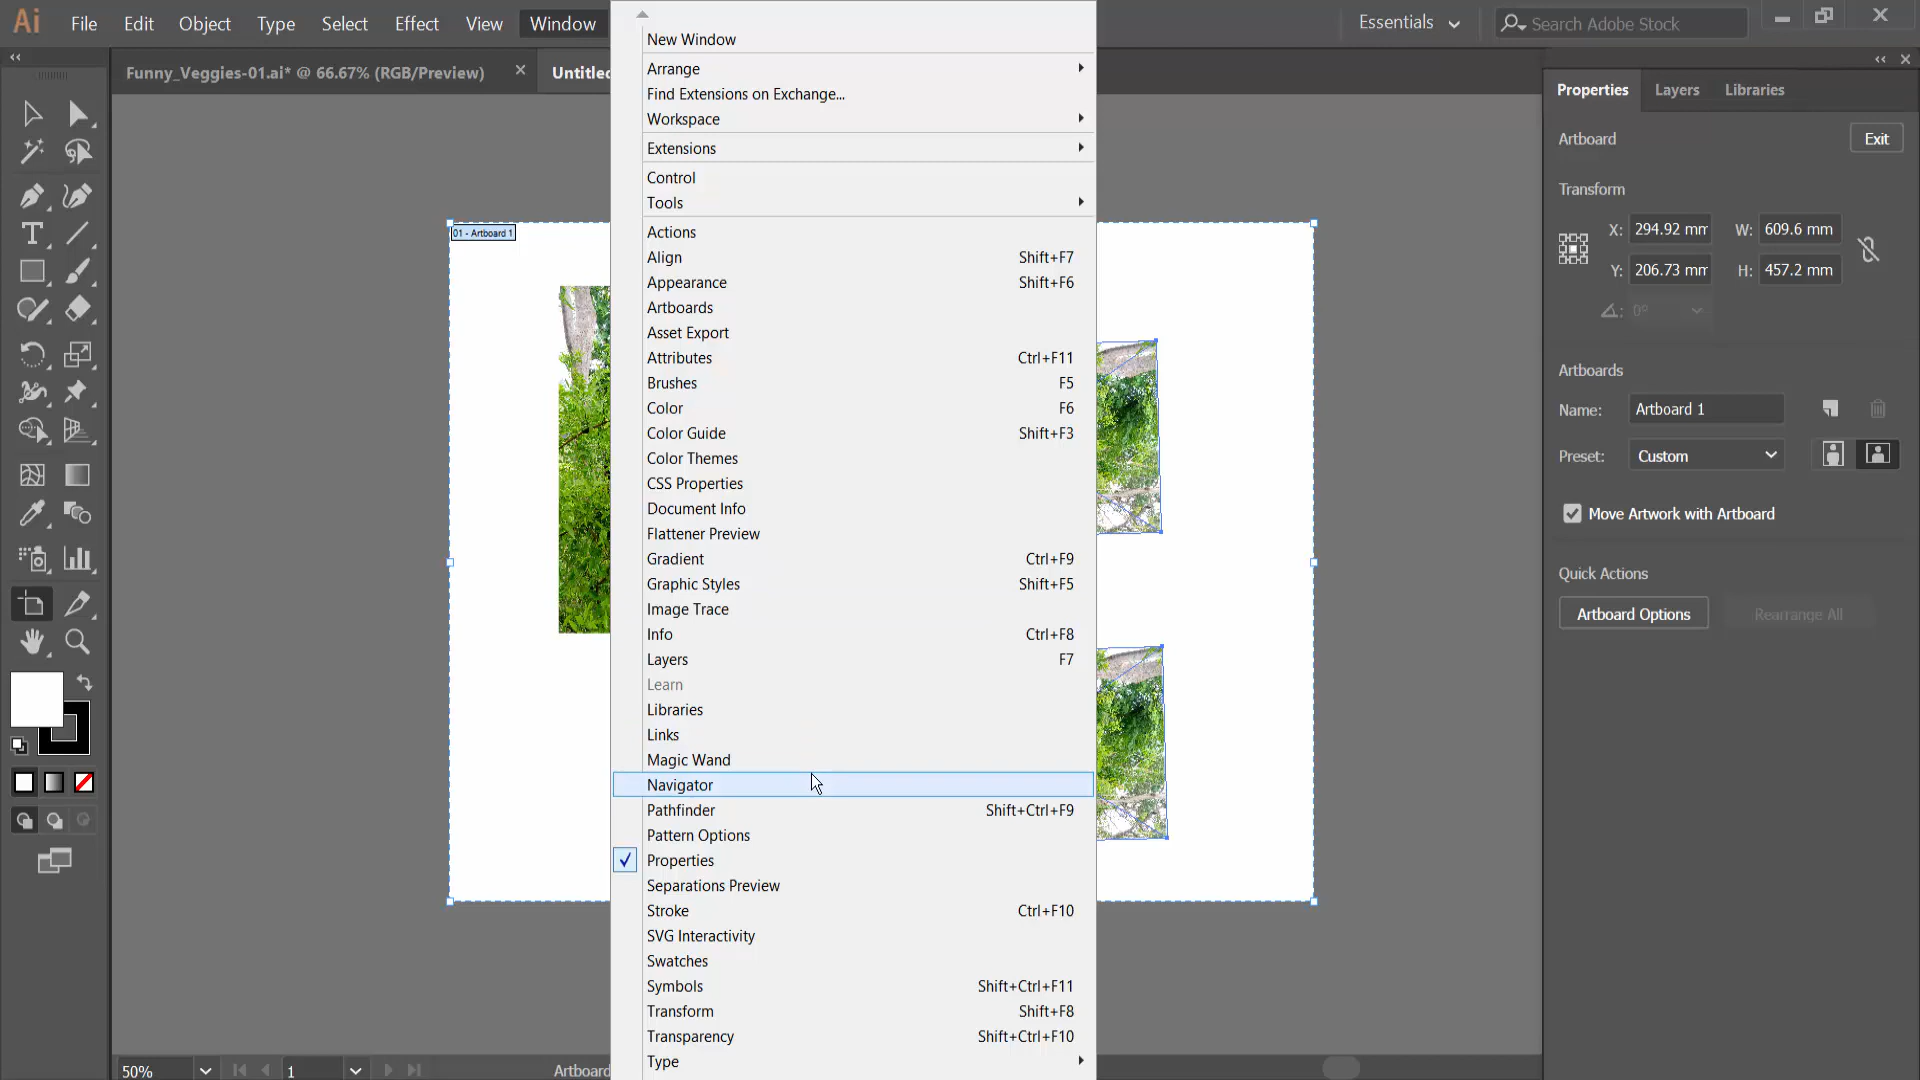 Ai File Edit Object Type Select Effect View Window
Essentials
Search Adobe Stock
Funny_Veggies-01.ai* @ 66.67% (RGB/Preview)
01 - Artboard 1
New Window
Arrange
Find Extensions on Exchange...
Workspace
Extensions
Control
Tools
Actions
Align Shift+F7
Appearance Shift+F6
Artboards
Asset Export
Attributes Ctrl+F11
Brushes F5
Color F6
Color Guide Shift+F3
Color Themes
CSS Properties
Document Info
Flattener Preview
Gradient Ctrl+F9
Graphic Styles Shift+F5
Image Trace
Info Ctrl+F8
Layers F7
Learn
Libraries
Links
Magic Wand
Navigator
Pathfinder Shift+Ctrl+F9
Pattern Options
Properties
Separations Preview
Stroke Ctrl+F10
SVG Interactivity
Swatches
Symbols Shift+Ctrl+F11
Transform Shift+F8
Transparency Shift+Ctrl+F10
Type
Properties Layers Libraries
Artboard Exit
Transform
X: 294.92 mm W: 609.6 mm
Y: 206.73 mm H: 457.2 mm
0°
Artboards
Name: Artboard 1
Preset: Custom
Move Artwork with Artboard
Quick Actions
Artboard Options Rearrange All
50% 1